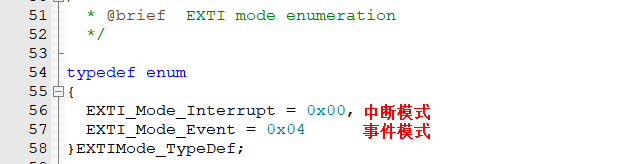 51 * @brief EXTI mode enumeration
52 */
53
54 typedef enum
55 {
56 EXTI_Mode_Interrupt = 0x00, 中断模式
57 EXTI_Mode_Event = 0x04 事件模式
58 }EXTIMode_TypeDef;